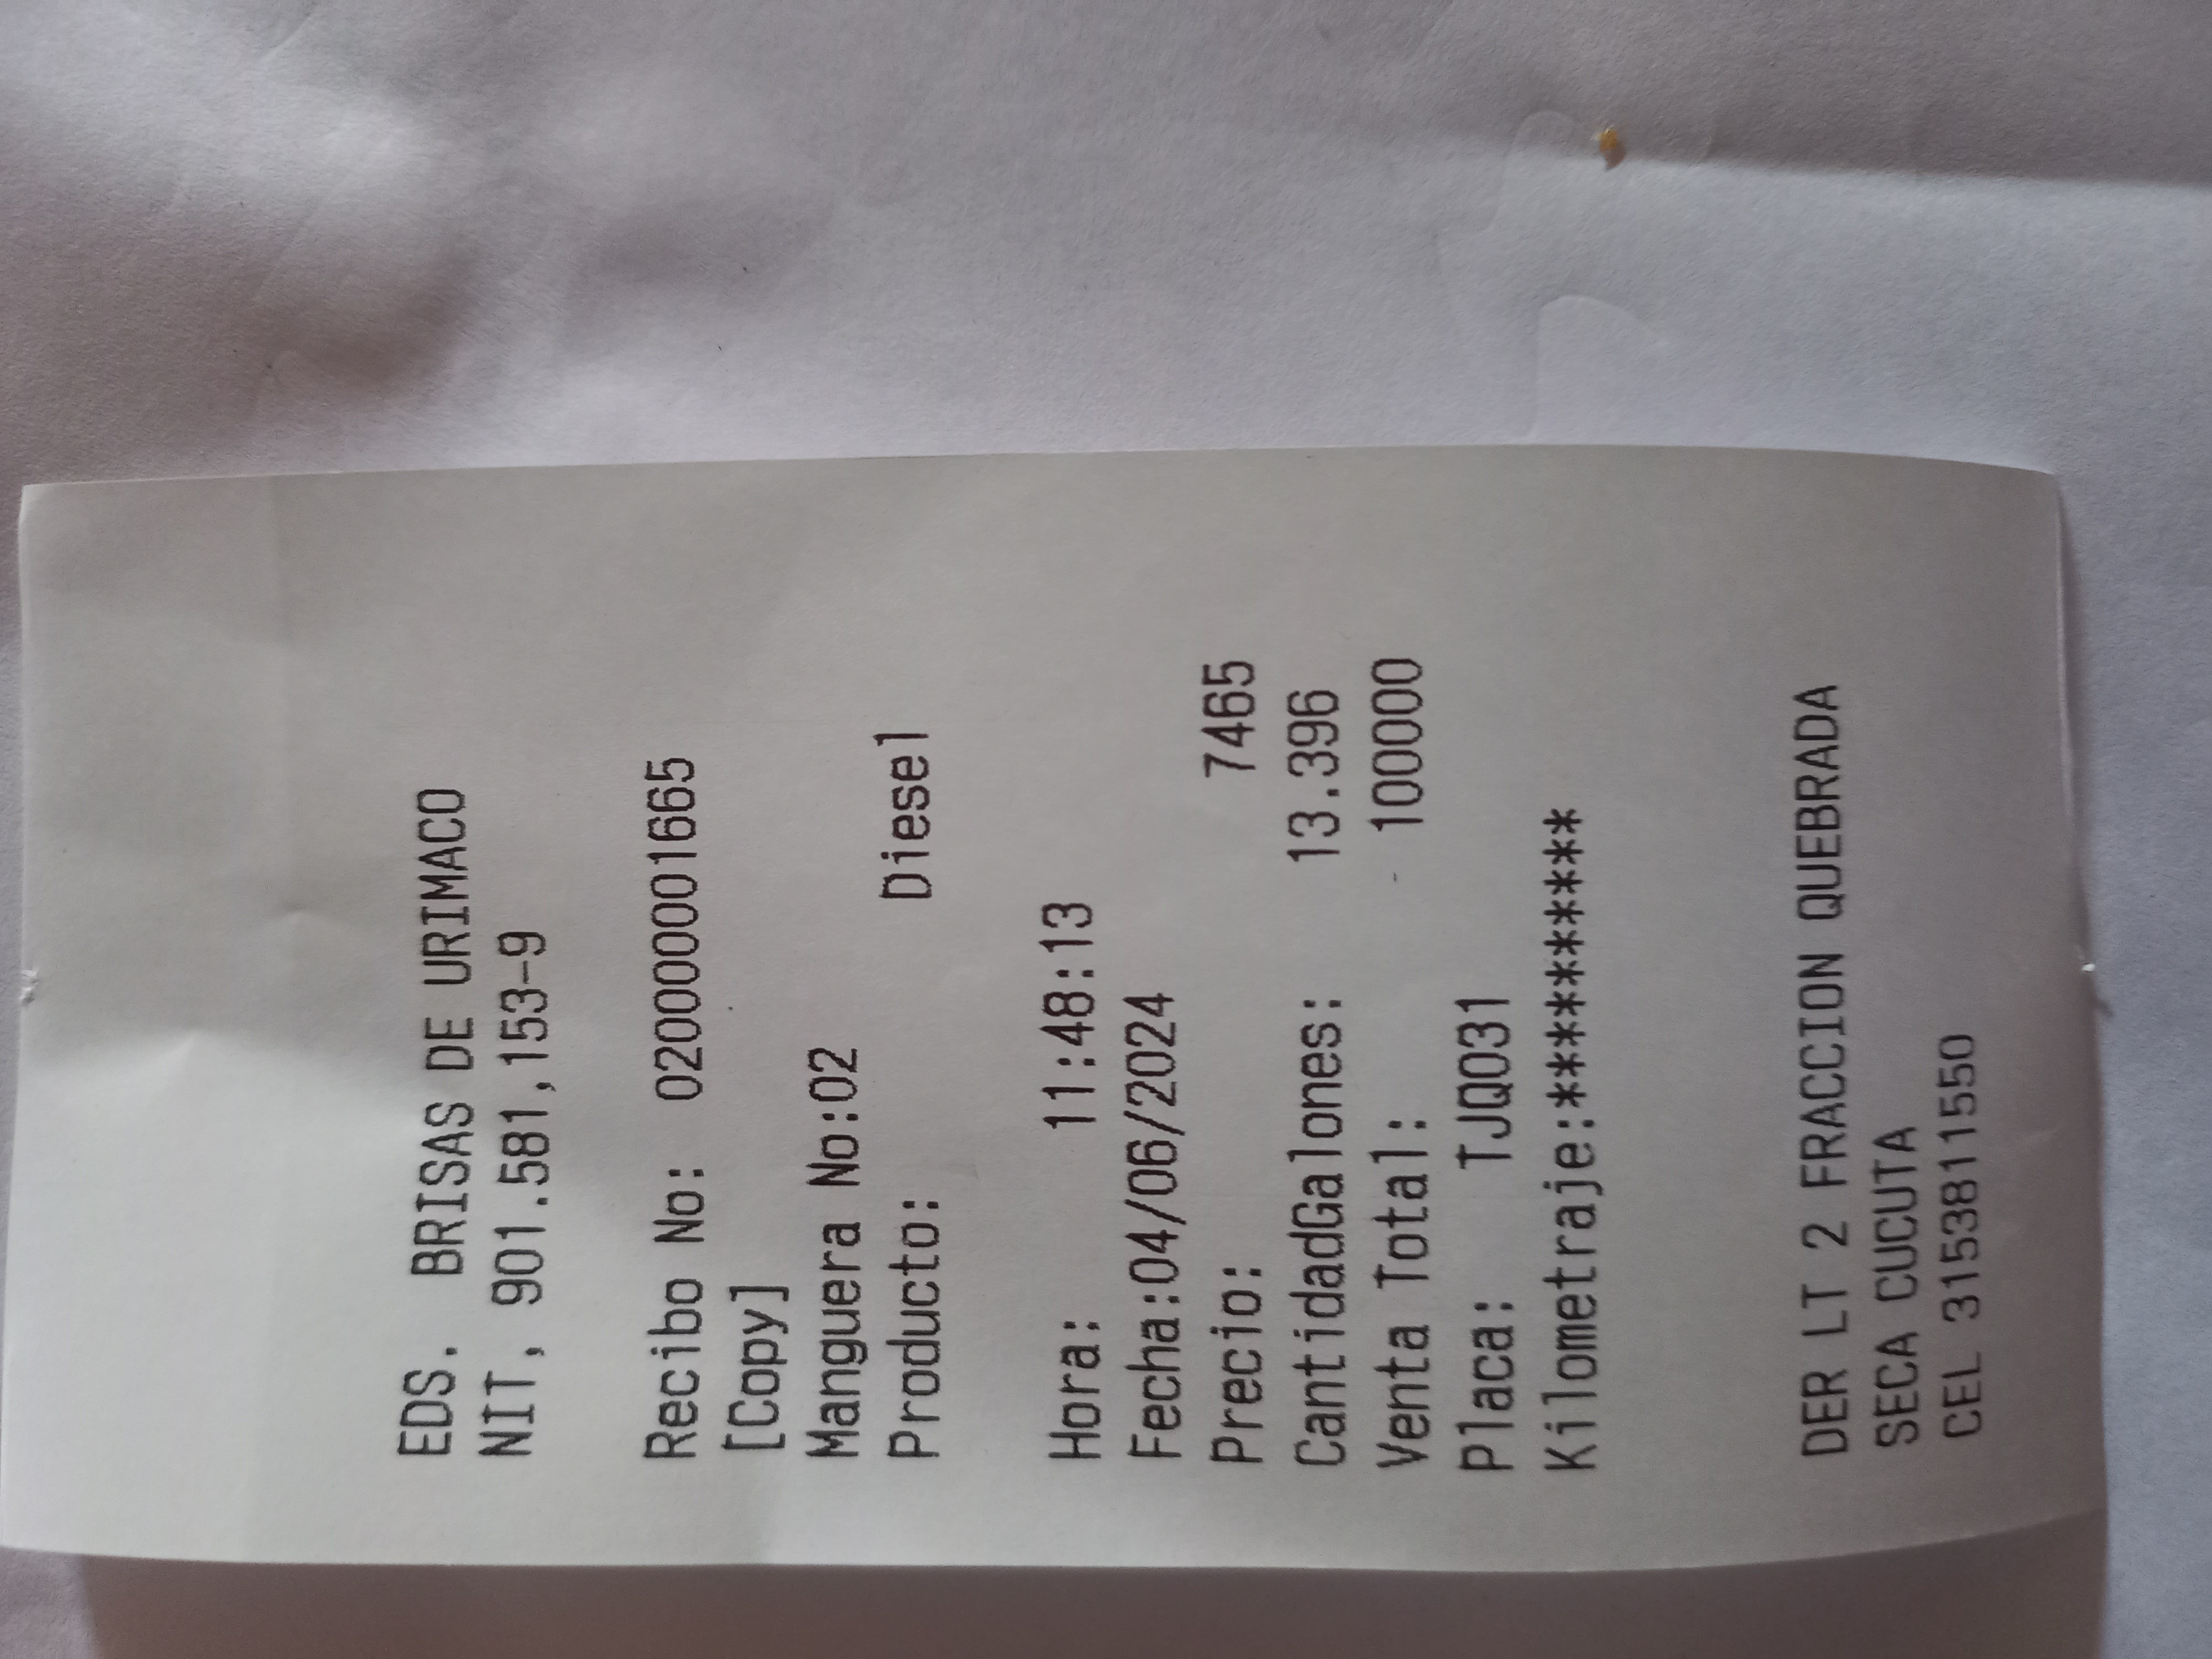 EDS. BRISAS DE URIMACO
NIT, 901.581,153-9
Recibo No: 0200001665
[Copy]
Manguera No:02
Producto: Diesel
Hora: 11:48:13
Fecha:04/06/2024
Precio: 7465
CantidadGalones: 13.396
Venta Total: 100000
Placa: TJQ031
Kilometraje:***********
DER LT 2 FRACCION QUEBRADA
SECA CUCUTA
CEL 3153811550